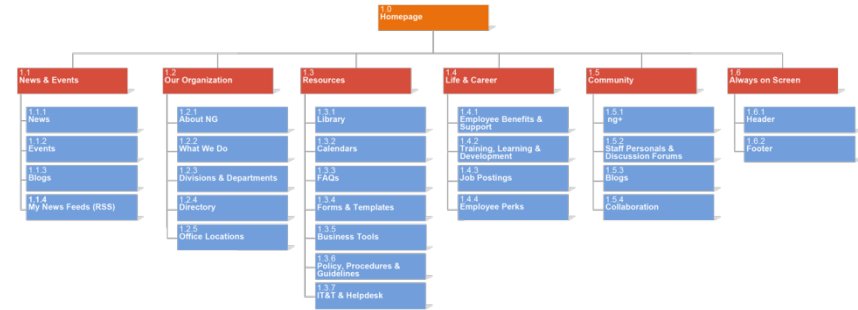 1.0
Homepage
1.1
News & Events
1.1.1
News
1.1.2
Events
1.1.3
Blogs
1.1.4
My News Feeds (RSS)
1.2
Our Organization
1.2.1
About NG
1.2.2
What We Do
1.2.3
Divisions & Departments
1.2.4
Directory
1.2.5
Office Locations
1.3
Resources
1.3.1
Library
1.3.2
Calendars
1.3.3
FAQs
1.3.4
Forms & Templates
1.3.5
Business Tools
1.3.6
Policy, Procedures &
Guidelines
1.3.7
IT&T & Helpdesk
1.4
Life & Career
1.4.1
Employee Benefits &
Support
1.4.2
Training, Learning &
Development
1.4.3
Job Postings
1.4.4
Employee Perks
1.5
Community
1.5.1
ng+
1.5.2
Staff Personals &
Discussion Forums
1.5.3
Blogs
1.5.4
Collaboration
1.6
Always on Screen
1.6.1
Header
1.6.2
Footer